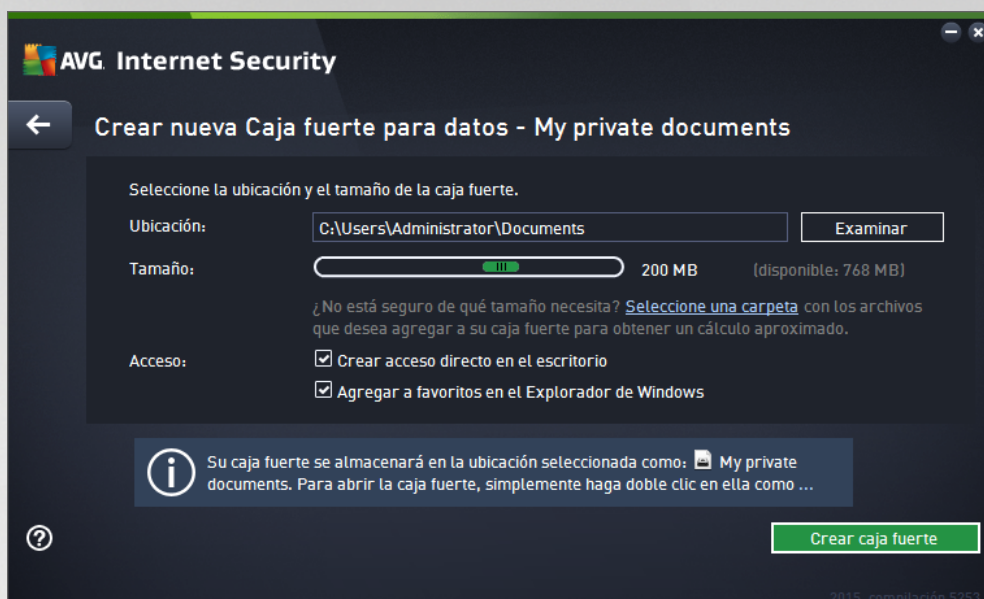 AVG. Internet Security
Crear nueva Caja fuerte para datos - My private documents
Seleccione la ubicación y el tamaño de la caja fuerte.
Ubicación: C:\Users\Administrator\Documents Examinar
Tamaño: 200 MB (disponible: 768 MB)
¿No está seguro de qué tamaño necesita? Seleccione una carpeta con los archivos
que desea agregar a su caja fuerte para obtener un cálculo aproximado.
Acceso: Crear acceso directo en el escritorio
Agregar a favoritos en el Explorador de Windows
Su caja fuerte se almacenará en la ubicación seleccionada como: My private
documents. Para abrir la caja fuerte, simplemente haga doble clic en ella como ...
Crear caja fuerte
2015 compilación 5353